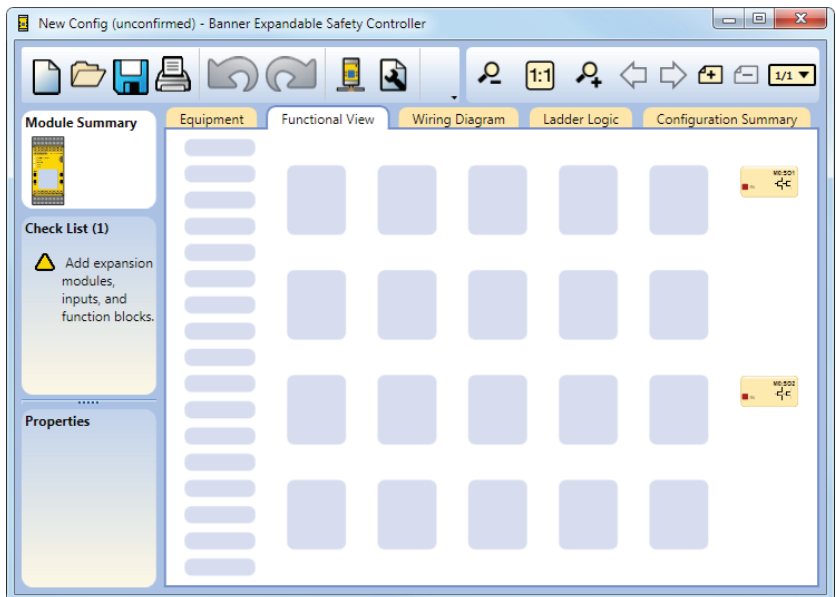 New Config (unconfirmed) - Banner Expandable Safety Controller
1:1
1/1
Module Summary
Equipment
Functional View
Wiring Diagram
Ladder Logic
Configuration Summary
M0:SO1
Check List (1)
Add expansion
modules,
inputs, and
function blocks.
M0:SO2
Properties